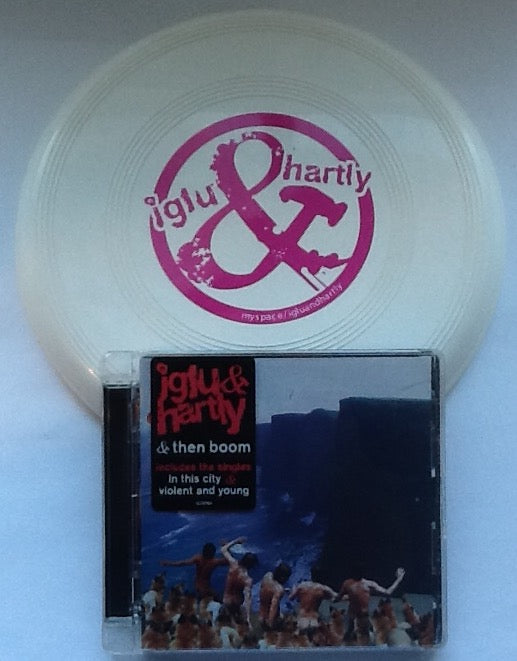 iglu & hartly
myspace/igluandhartly
iglu &
hartly
& then boom
includes the singles
in this city &
violent and young